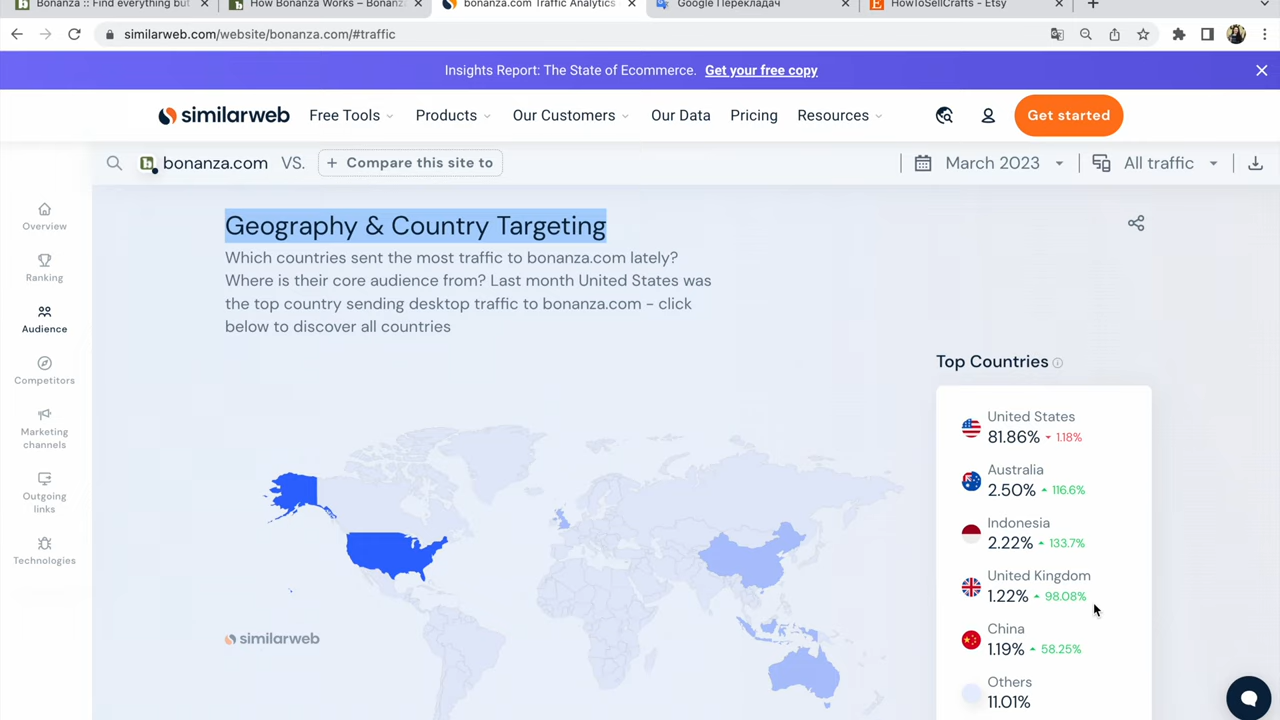 Bonanza :: Find everything but
How Bonanza Works – Bonanz
bonanza.com Traffic Analytics
Google Перекладач
HowToSellCrafts - Etsy
similarweb.com/website/bonanza.com/#traffic
Insights Report: The State of Ecommerce. Get your free copy
similarweb
Free Tools
Products
Our Customers
Our Data
Pricing
Resources
Get started
bonanza.com
VS.
+ Compare this site to
March 2023
All traffic
Overview
Ranking
Audience
Competitors
Marketing
channels
Outgoing
links
Technologies
Geography & Country Targeting
Which countries sent the most traffic to bonanza.com lately?
Where is their core audience from? Last month United States was
the top country sending desktop traffic to bonanza.com - click
below to discover all countries
similarweb
Top Countries
United States
81.86% 1.18%
Australia
2.50% 116.6%
Indonesia
2.22% 133.7%
United Kingdom
1.22% 98.08%
China
1.19% 58.25%
Others
11.01%